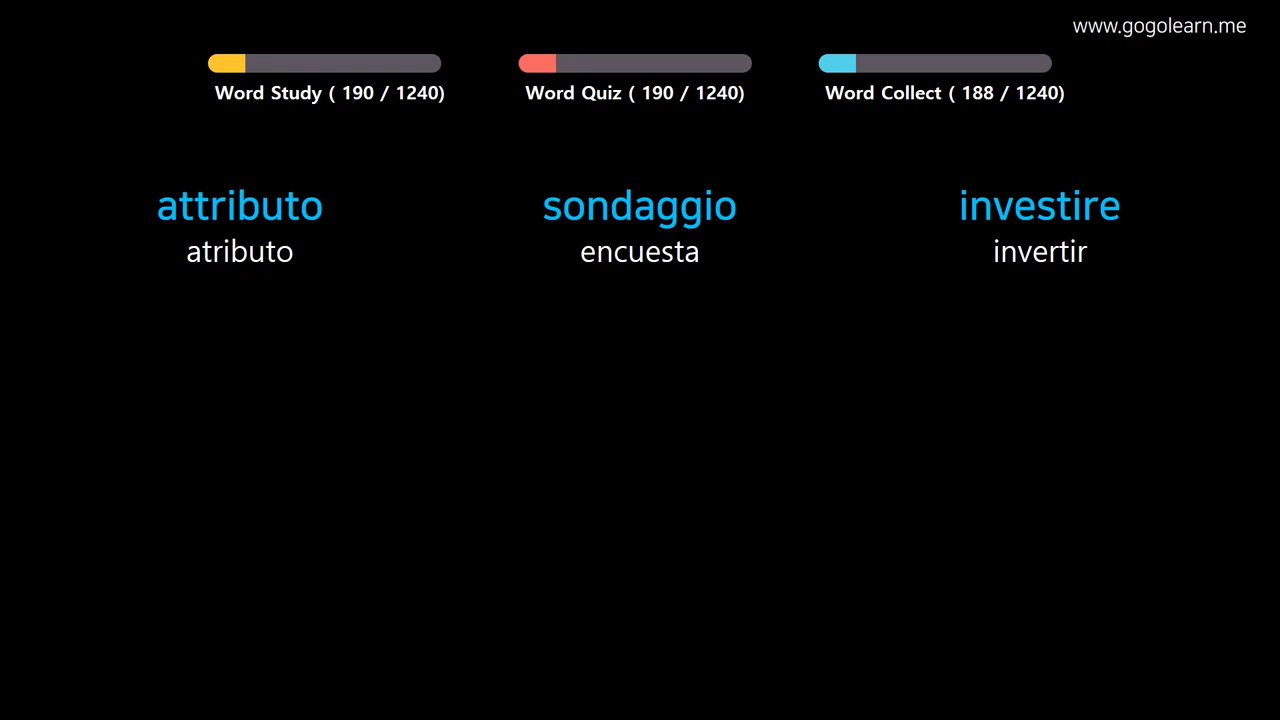 www.gogolearn.me
Word Study ( 190 / 1240)
Word Quiz ( 190 / 1240)
Word Collect ( 188 / 1240)
attributo
atributo
sondaggio
encuesta
investire
invertir